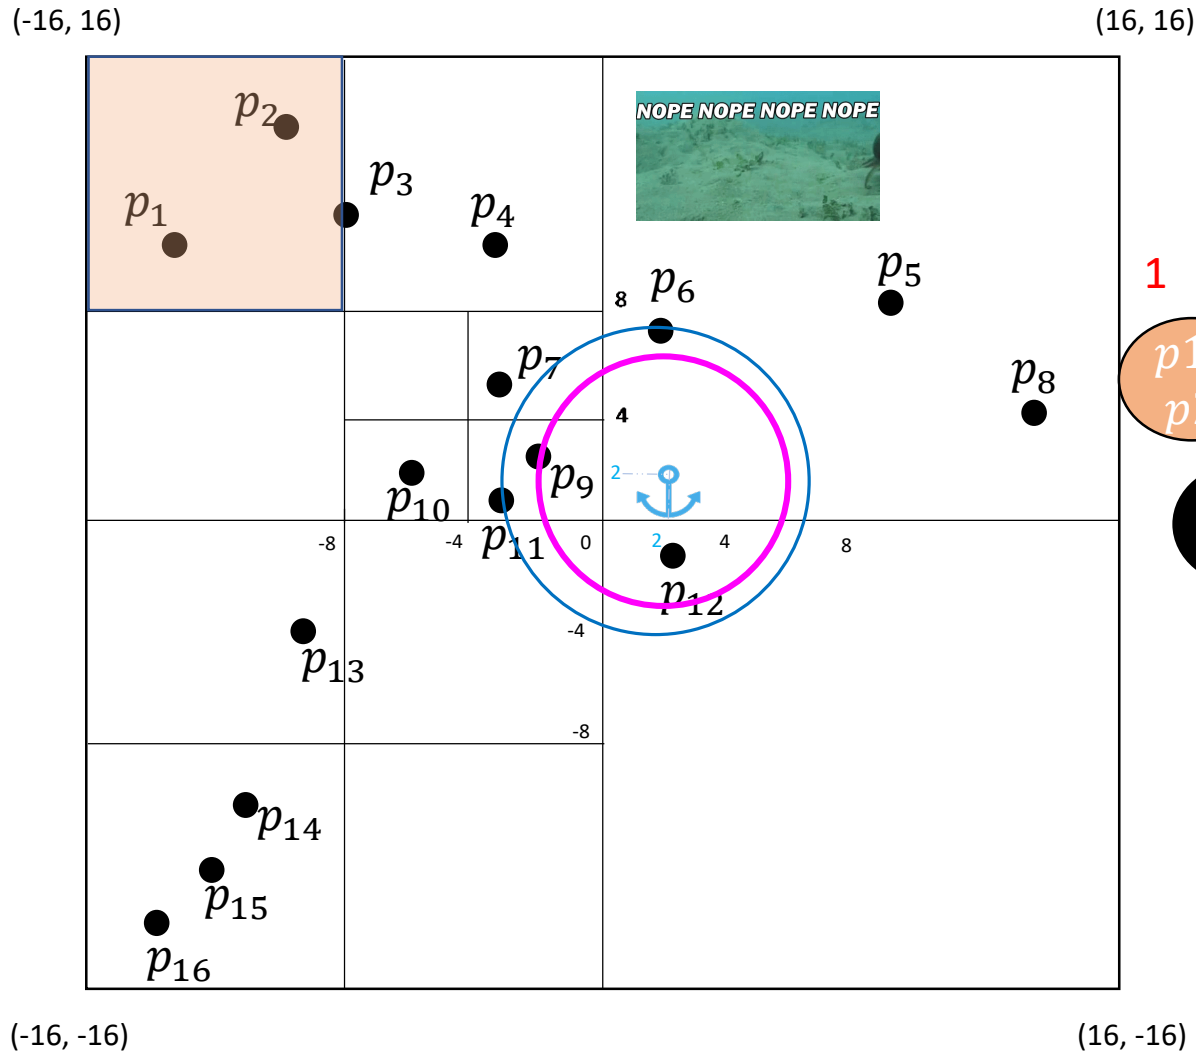 (-16, 16)
(16, 16)
NOPE NOPE NOPE NOPE
p2
p3
p1
p4
p5
1
p6
8
p7
p8
4
p9
2
p10
p11
-8
-4
0
2
4
8
p12
-4
p13
-8
p14
p15
p16
(-16, -16)
(16, -16)